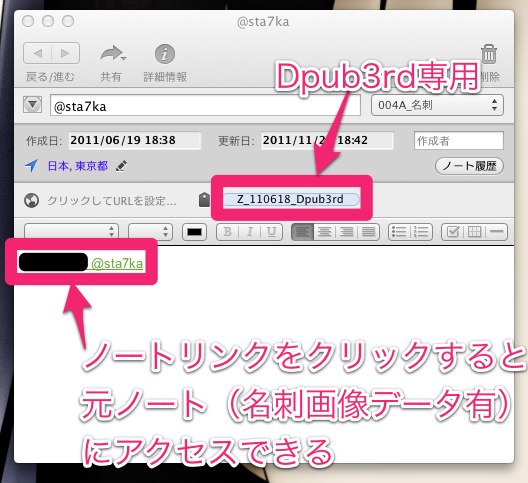 @sta7ka
戻る/進む
共有
詳細情報
削除
Dpub3rd専用
@sta7ka
004A_名刺
作成日: 2011/06/19 18:38
更新日: 2011/11/2 18:42
作成者
日本, 東京都
ノート履歴
クリックしてURLを設定...
Z_110618_Dpub3rd
B I U
@sta7ka
ノートリンクをクリックすると
元ノート（名刺画像データ有）
にアクセスできる